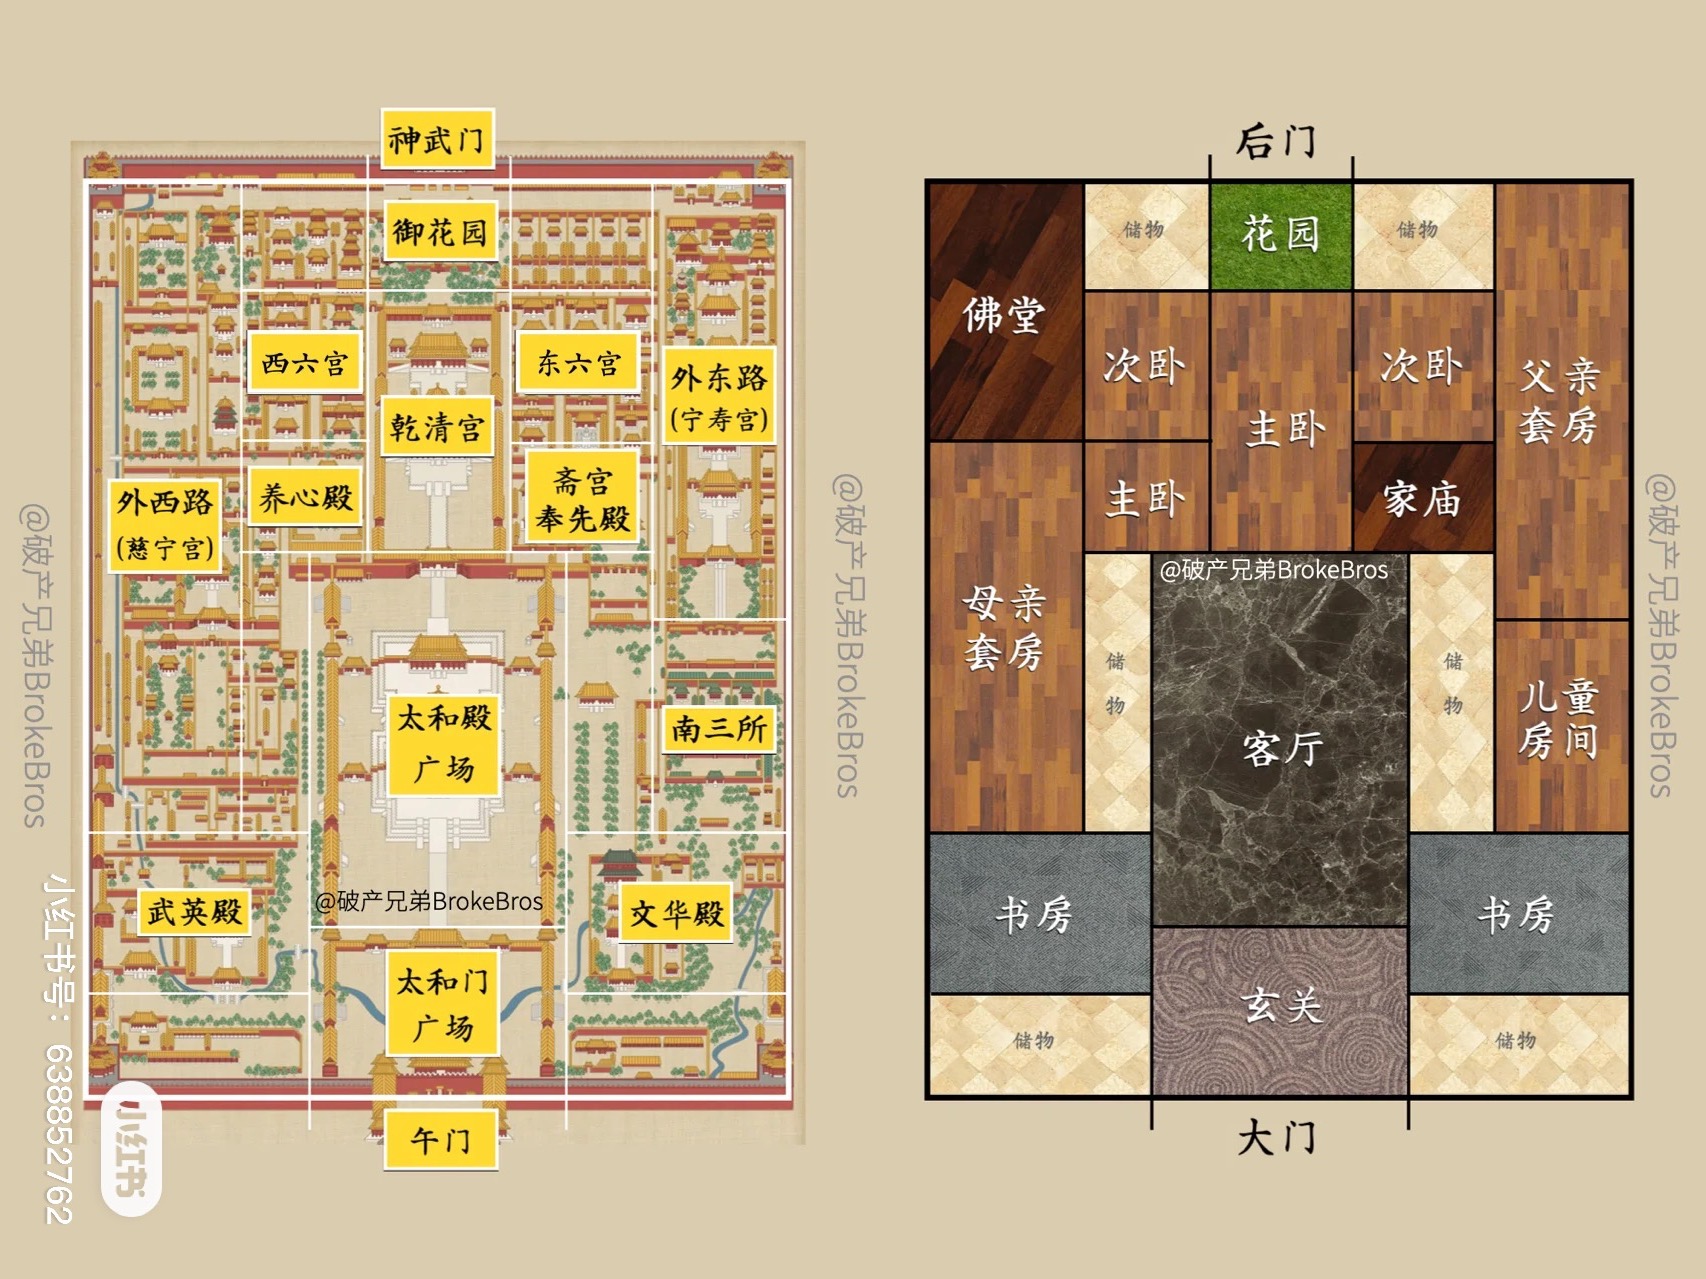 神武门
御花园
西六宫
东六宫
乾清宫
外东路
(宁寿宫)
养心殿
斋宫
奉先殿
外西路
(慈宁宫)
太和殿
广场
南三所
武英殿
@破产兄弟BrokeBros
文华殿
太和门
广场
午门
@破产兄弟BrokeBros
小红书号：638852762
小红书
@破产兄弟BrokeBros
后门
储物
花园
储物
佛堂
次卧
主卧
次卧
父亲
套房
主卧
家庙
@破产兄弟BrokeBros
母亲
套房
储
物
客厅
储
物
儿童
房间
书房
书房
玄关
储物
储物
大门
@破产兄弟BrokeBros